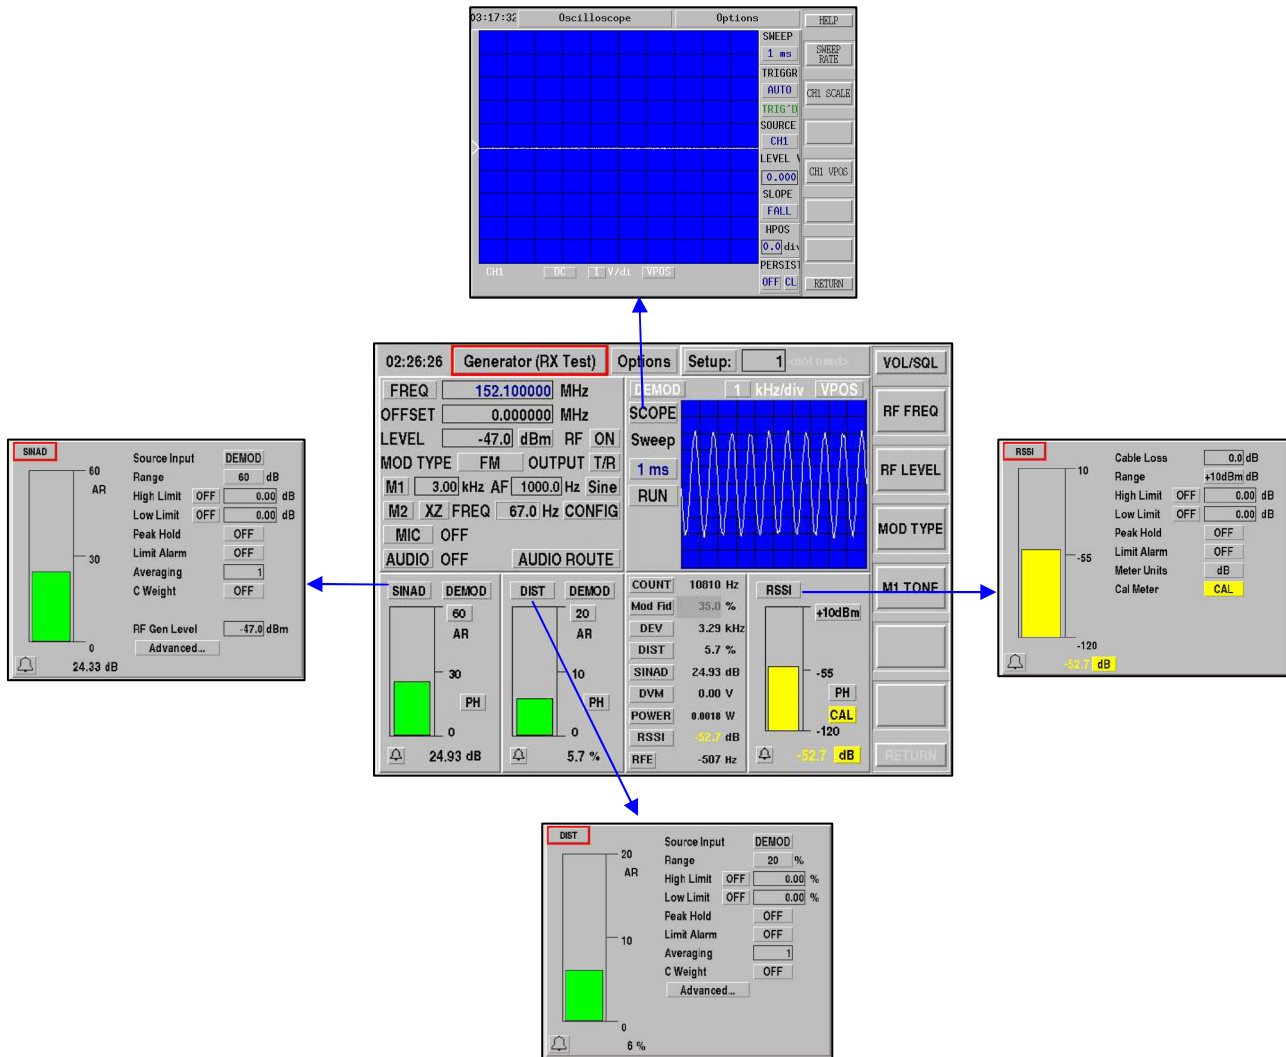 03:17:32 Oscilloscope Options HELP
SWEEP
1 ms
SWEEP RATE
TRIGGR
AUTO
CH1 SCALE
TRIG'D
SOURCE
CH1
LEVEL V
0.000
CH1 VPOS
SLOPE
FALL
HPOS
0.0 div
PERSIST
OFF CL
RETURN
CH1 DC 1 V/di VPOS
02:26:26 Generator (RX Test) Options Setup: 1 <not used> VOL/SQL
FREQ 152.100000 MHz
OFFSET 0.000000 MHz
LEVEL -47.0 dBm RF ON
MOD TYPE FM OUTPUT T/R
M1 3.00 kHz AF 1000.0 Hz Sine
M2 XZ FREQ 67.0 Hz CONFIG
MIC OFF
AUDIO OFF AUDIO ROUTE
DEMOD 1 kHz/div VPOS
SCOPE
Sweep
1 ms
RUN
RF FREQ
RF LEVEL
MOD TYPE
M1 TONE
RETURN
SINAD DEMOD
60
AR
30
PH
0
24.93 dB
DIST DEMOD
20
AR
10
PH
0
5.7 %
COUNT 10810 Hz
Mod Fid 35.0 %
DEV 3.29 kHz
DIST 5.7 %
SINAD 24.93 dB
DVM 0.00 V
POWER 0.0018 W
RSSI -52.7 dB
RFE -507 Hz
RSSI
+10dBm
-55
PH
CAL
-120
-52.7 dB
SINAD
60
AR
30
0
24.33 dB
Source Input DEMOD
Range 60 dB
High Limit OFF 0.00 dB
Low Limit OFF 0.00 dB
Peak Hold OFF
Limit Alarm OFF
Averaging 1
C Weight OFF
RF Gen Level -47.0 dBm
Advanced...
RSSI
10
-55
-120
-52.7 dB
Cable Loss 0.0 dB
Range +10dBm dB
High Limit OFF 0.00 dB
Low Limit OFF 0.00 dB
Peak Hold OFF
Limit Alarm OFF
Meter Units dB
Cal Meter CAL
DIST
20
AR
10
0
6 %
Source Input DEMOD
Range 20 %
High Limit OFF 0.00 %
Low Limit OFF 0.00 %
Peak Hold OFF
Limit Alarm OFF
Averaging 1
C Weight OFF
Advanced...